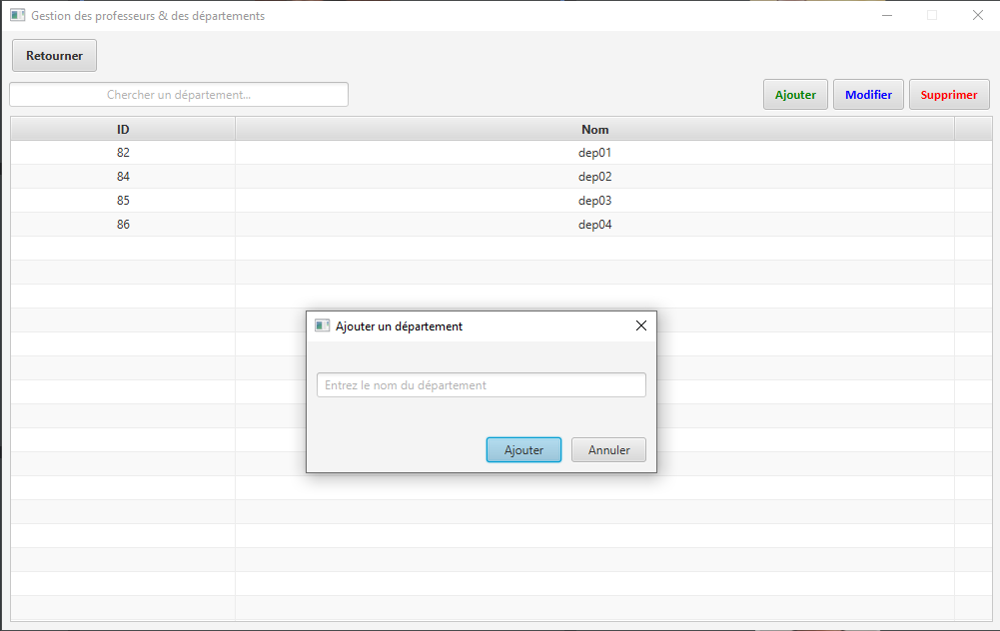 Gestion des professeurs & des départements
Retourner
Chercher un département...
Ajouter Modifier Supprimer
ID Nom
82 dep01
84 dep02
85 dep03
86 dep04
Ajouter un département
Entrez le nom du département
Ajouter Annuler